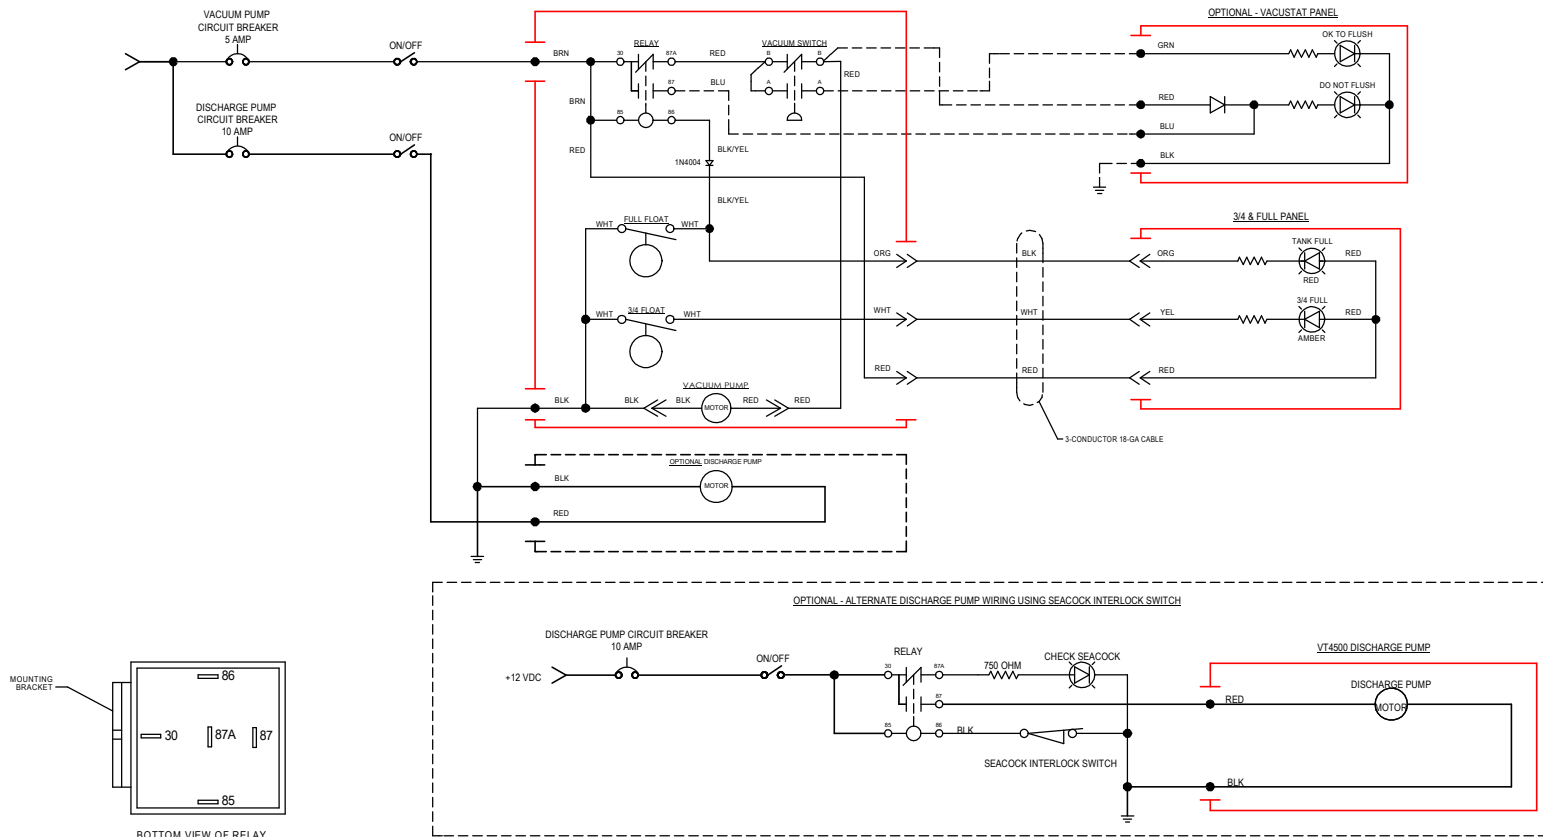 VACUUM PUMP
CIRCUIT BREAKER
5 AMP
ON/OFF
DISCHARGE PUMP
CIRCUIT BREAKER
10 AMP
ON/OFF
BRN
RELAY
30
87A
RED
VACUUM SWITCH
B
B
RED
87
BLU
A
A
BRN
85
86
RED
BLK/YEL
1N4004
BLK/YEL
WHT
FULL FLOAT
WHT
ORG
WHT
3/4 FLOAT
WHT
WHT
RED
VACUUM PUMP
BLK
BLK
BLK
MOTOR
RED
RED
OPTIONAL DISCHARGE PUMP
BLK
MOTOR
RED
OPTIONAL - VACUSTAT PANEL
OK TO FLUSH
GRN
DO NOT FLUSH
RED
BLU
BLK
3/4 & FULL PANEL
TANK FULL
BLK
ORG
RED
RED
3/4 FULL
WHT
YEL
RED
AMBER
RED
RED
3-CONDUCTOR 18-GA CABLE
OPTIONAL - ALTERNATE DISCHARGE PUMP WIRING USING SEACOCK INTERLOCK SWITCH
DISCHARGE PUMP CIRCUIT BREAKER
10 AMP
+12 VDC
ON/OFF
RELAY
30
87A
750 OHM
CHECK SEACOCK
87
85
86
BLK
SEACOCK INTERLOCK SWITCH
VT4500 DISCHARGE PUMP
DISCHARGE PUMP
RED
MOTOR
BLK
MOUNTING
BRACKET
86
30
87A
87
85
BOTTOM VIEW OF RELAY